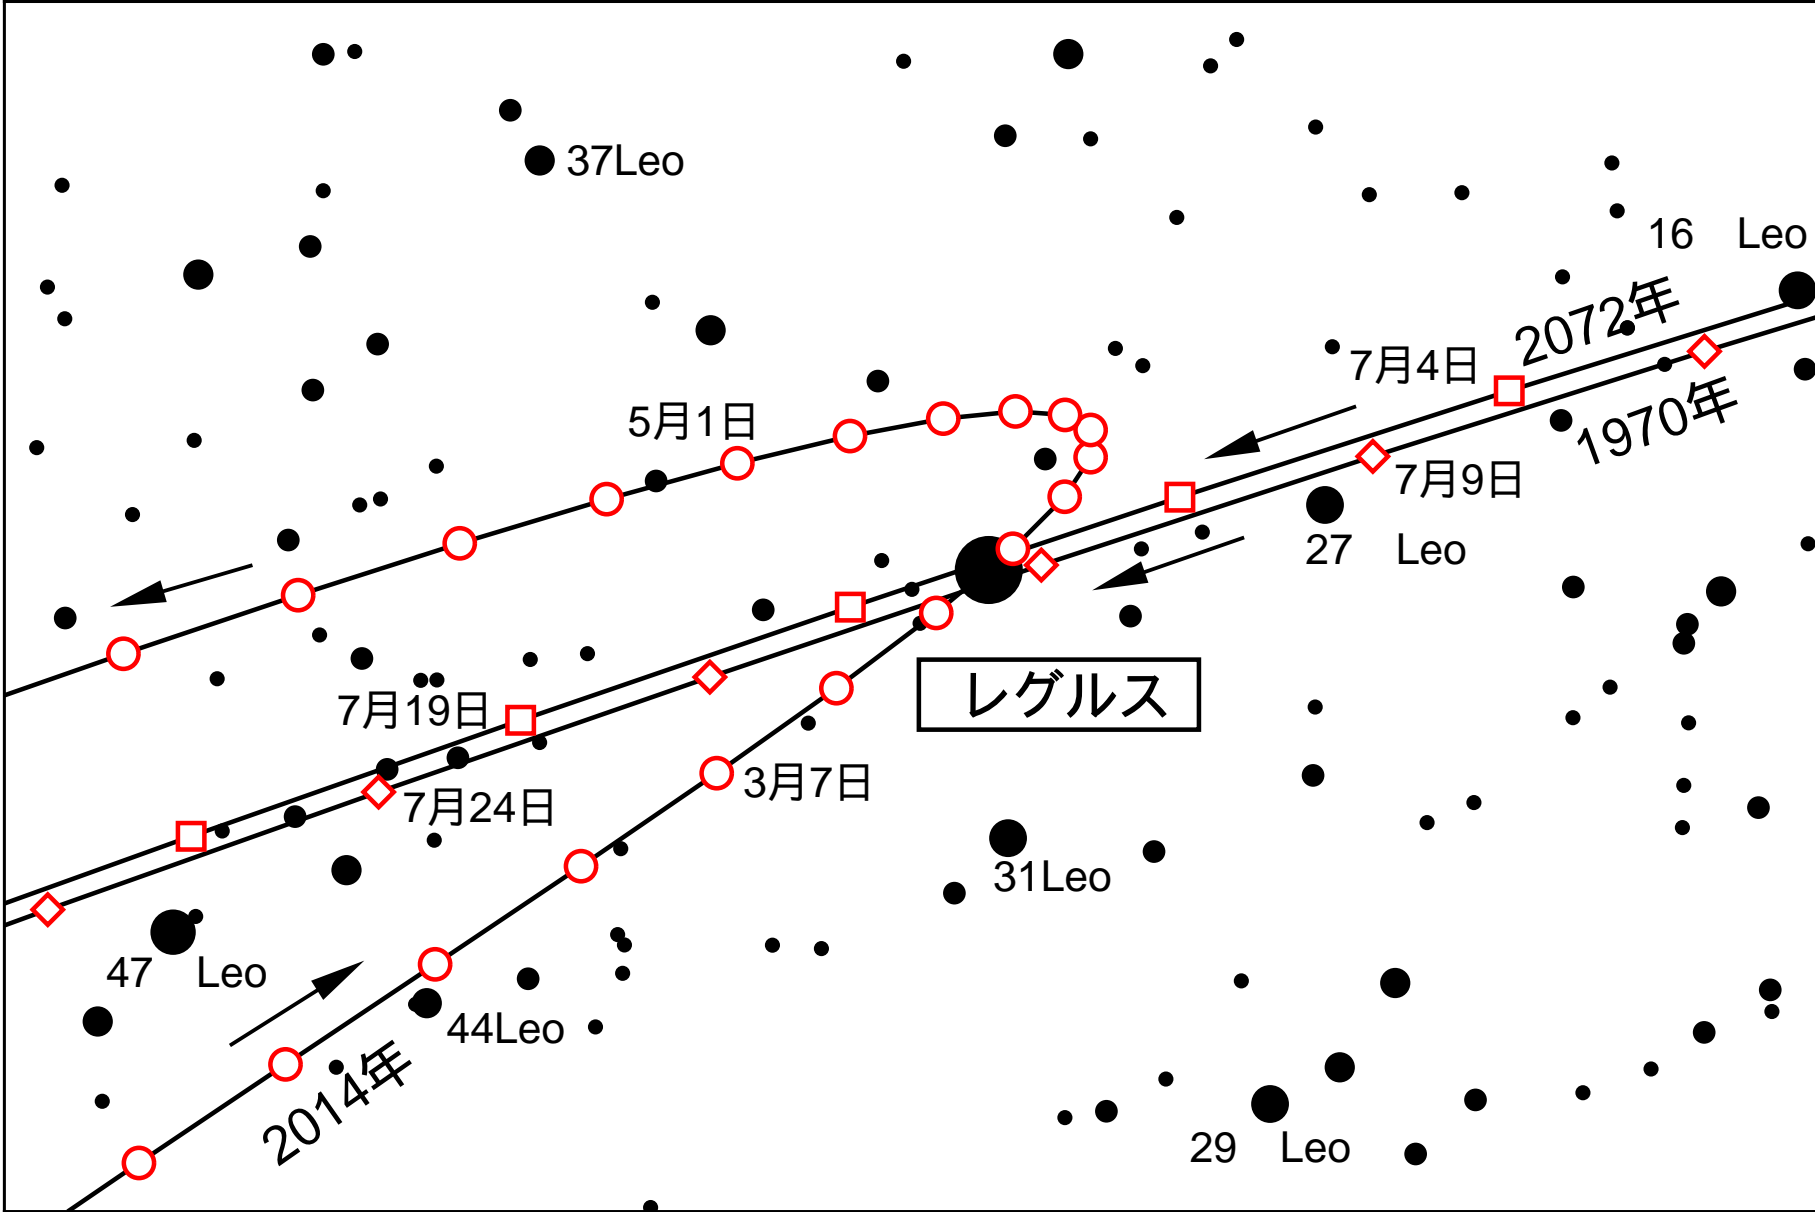 37Leo
16 Leo
2072年
7月4日
5月1日
1970年
7月9日
27 Leo
レグルス
7月19日
3月7日
7月24日
31Leo
47 Leo
44Leo
2014年
29 Leo